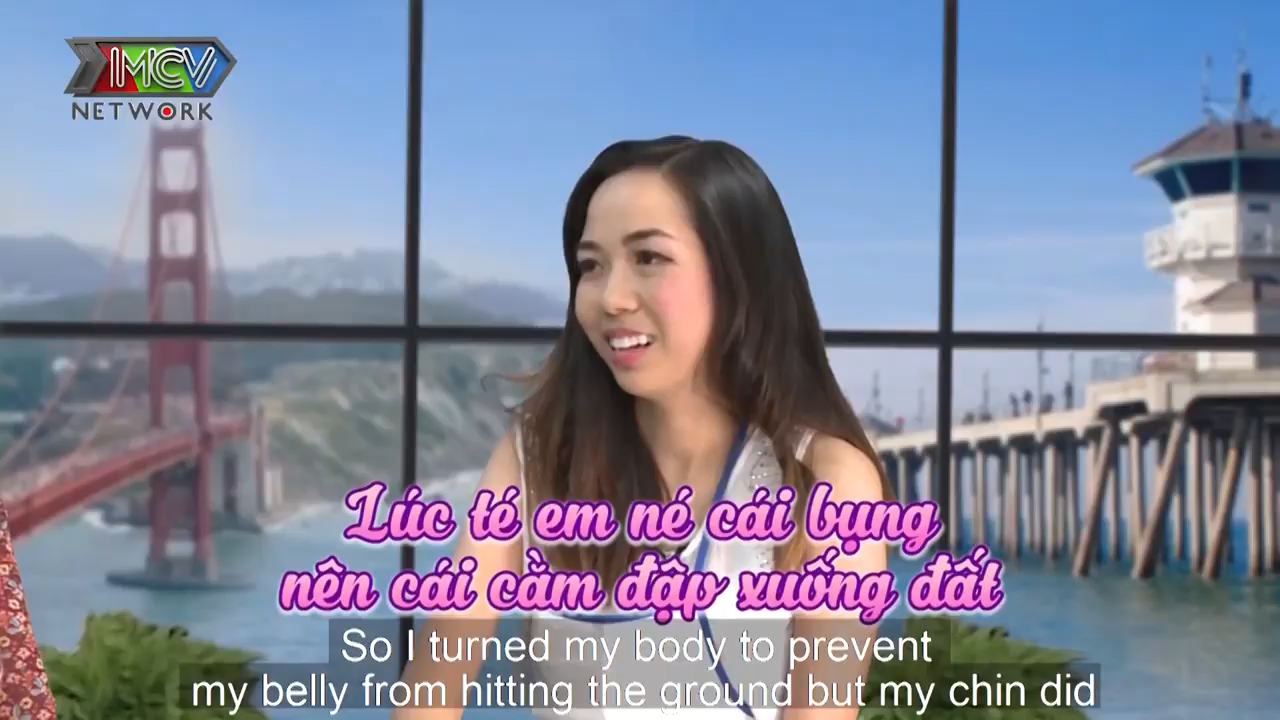 MCV
NETWORK
Lúc té em né cái bụng
nên cái cằm đập xuống đất
So I turned my body to prevent
my belly from hitting the ground but my chin did